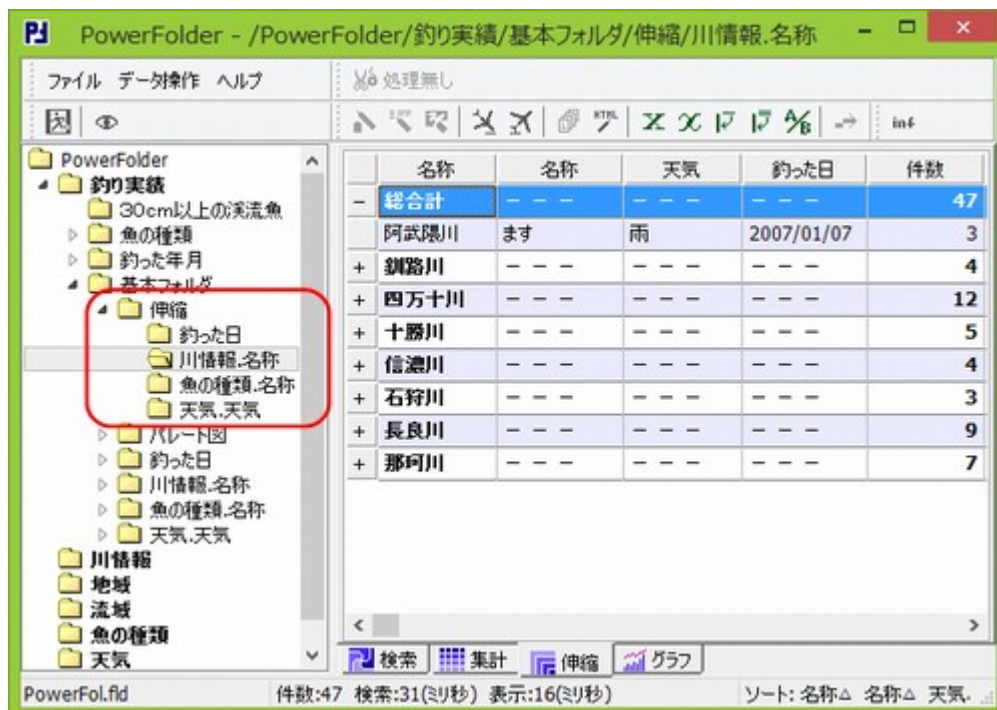 PowerFolder - /PowerFolder/釣り実績/基本フォルダ/伸縮/川情報.名称
ファイル データ操作 ヘルプ
処理無し
HTML A/B inf
PowerFolder
釣り実績
30cm以上の渓流魚
魚の種類
釣った年月
基本フォルダ
伸縮
釣った日
川情報.名称
魚の種類.名称
天気.天気
パレート図
釣った日
川情報.名称
魚の種類.名称
天気.天気
川情報
地域
流域
魚の種類
天気
名称 名称 天気 釣った日 件数
− 総合計 − − − − − − − − − 47
阿武隈川 ます 雨 2007/01/07 3
+ 釧路川 − − − − − − − − − 4
+ 四万十川 − − − − − − − − − 12
+ 十勝川 − − − − − − − − − 5
+ 信濃川 − − − − − − − − − 4
+ 石狩川 − − − − − − − − − 3
+ 長良川 − − − − − − − − − 9
+ 那珂川 − − − − − − − − − 7
検索 集計 伸縮 グラフ
PowerFol.fld 件数:47 検索:31(ミリ秒) 表示:16(ミリ秒) ソート: 名称△ 名称△ 天気.